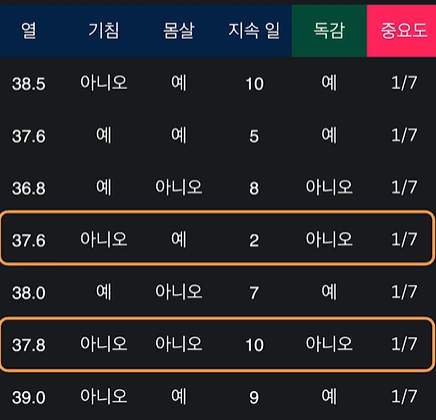 열 기침 몸살 지속 일 독감 중요도
38.5 아니오 예 10 예 1/7
37.6 예 예 5 예 1/7
36.8 예 아니오 8 아니오 1/7
37.6 아니오 예 2 아니오 1/7
38.0 예 아니오 7 예 1/7
37.8 아니오 아니오 10 아니오 1/7
39.0 아니오 예 9 예 1/7